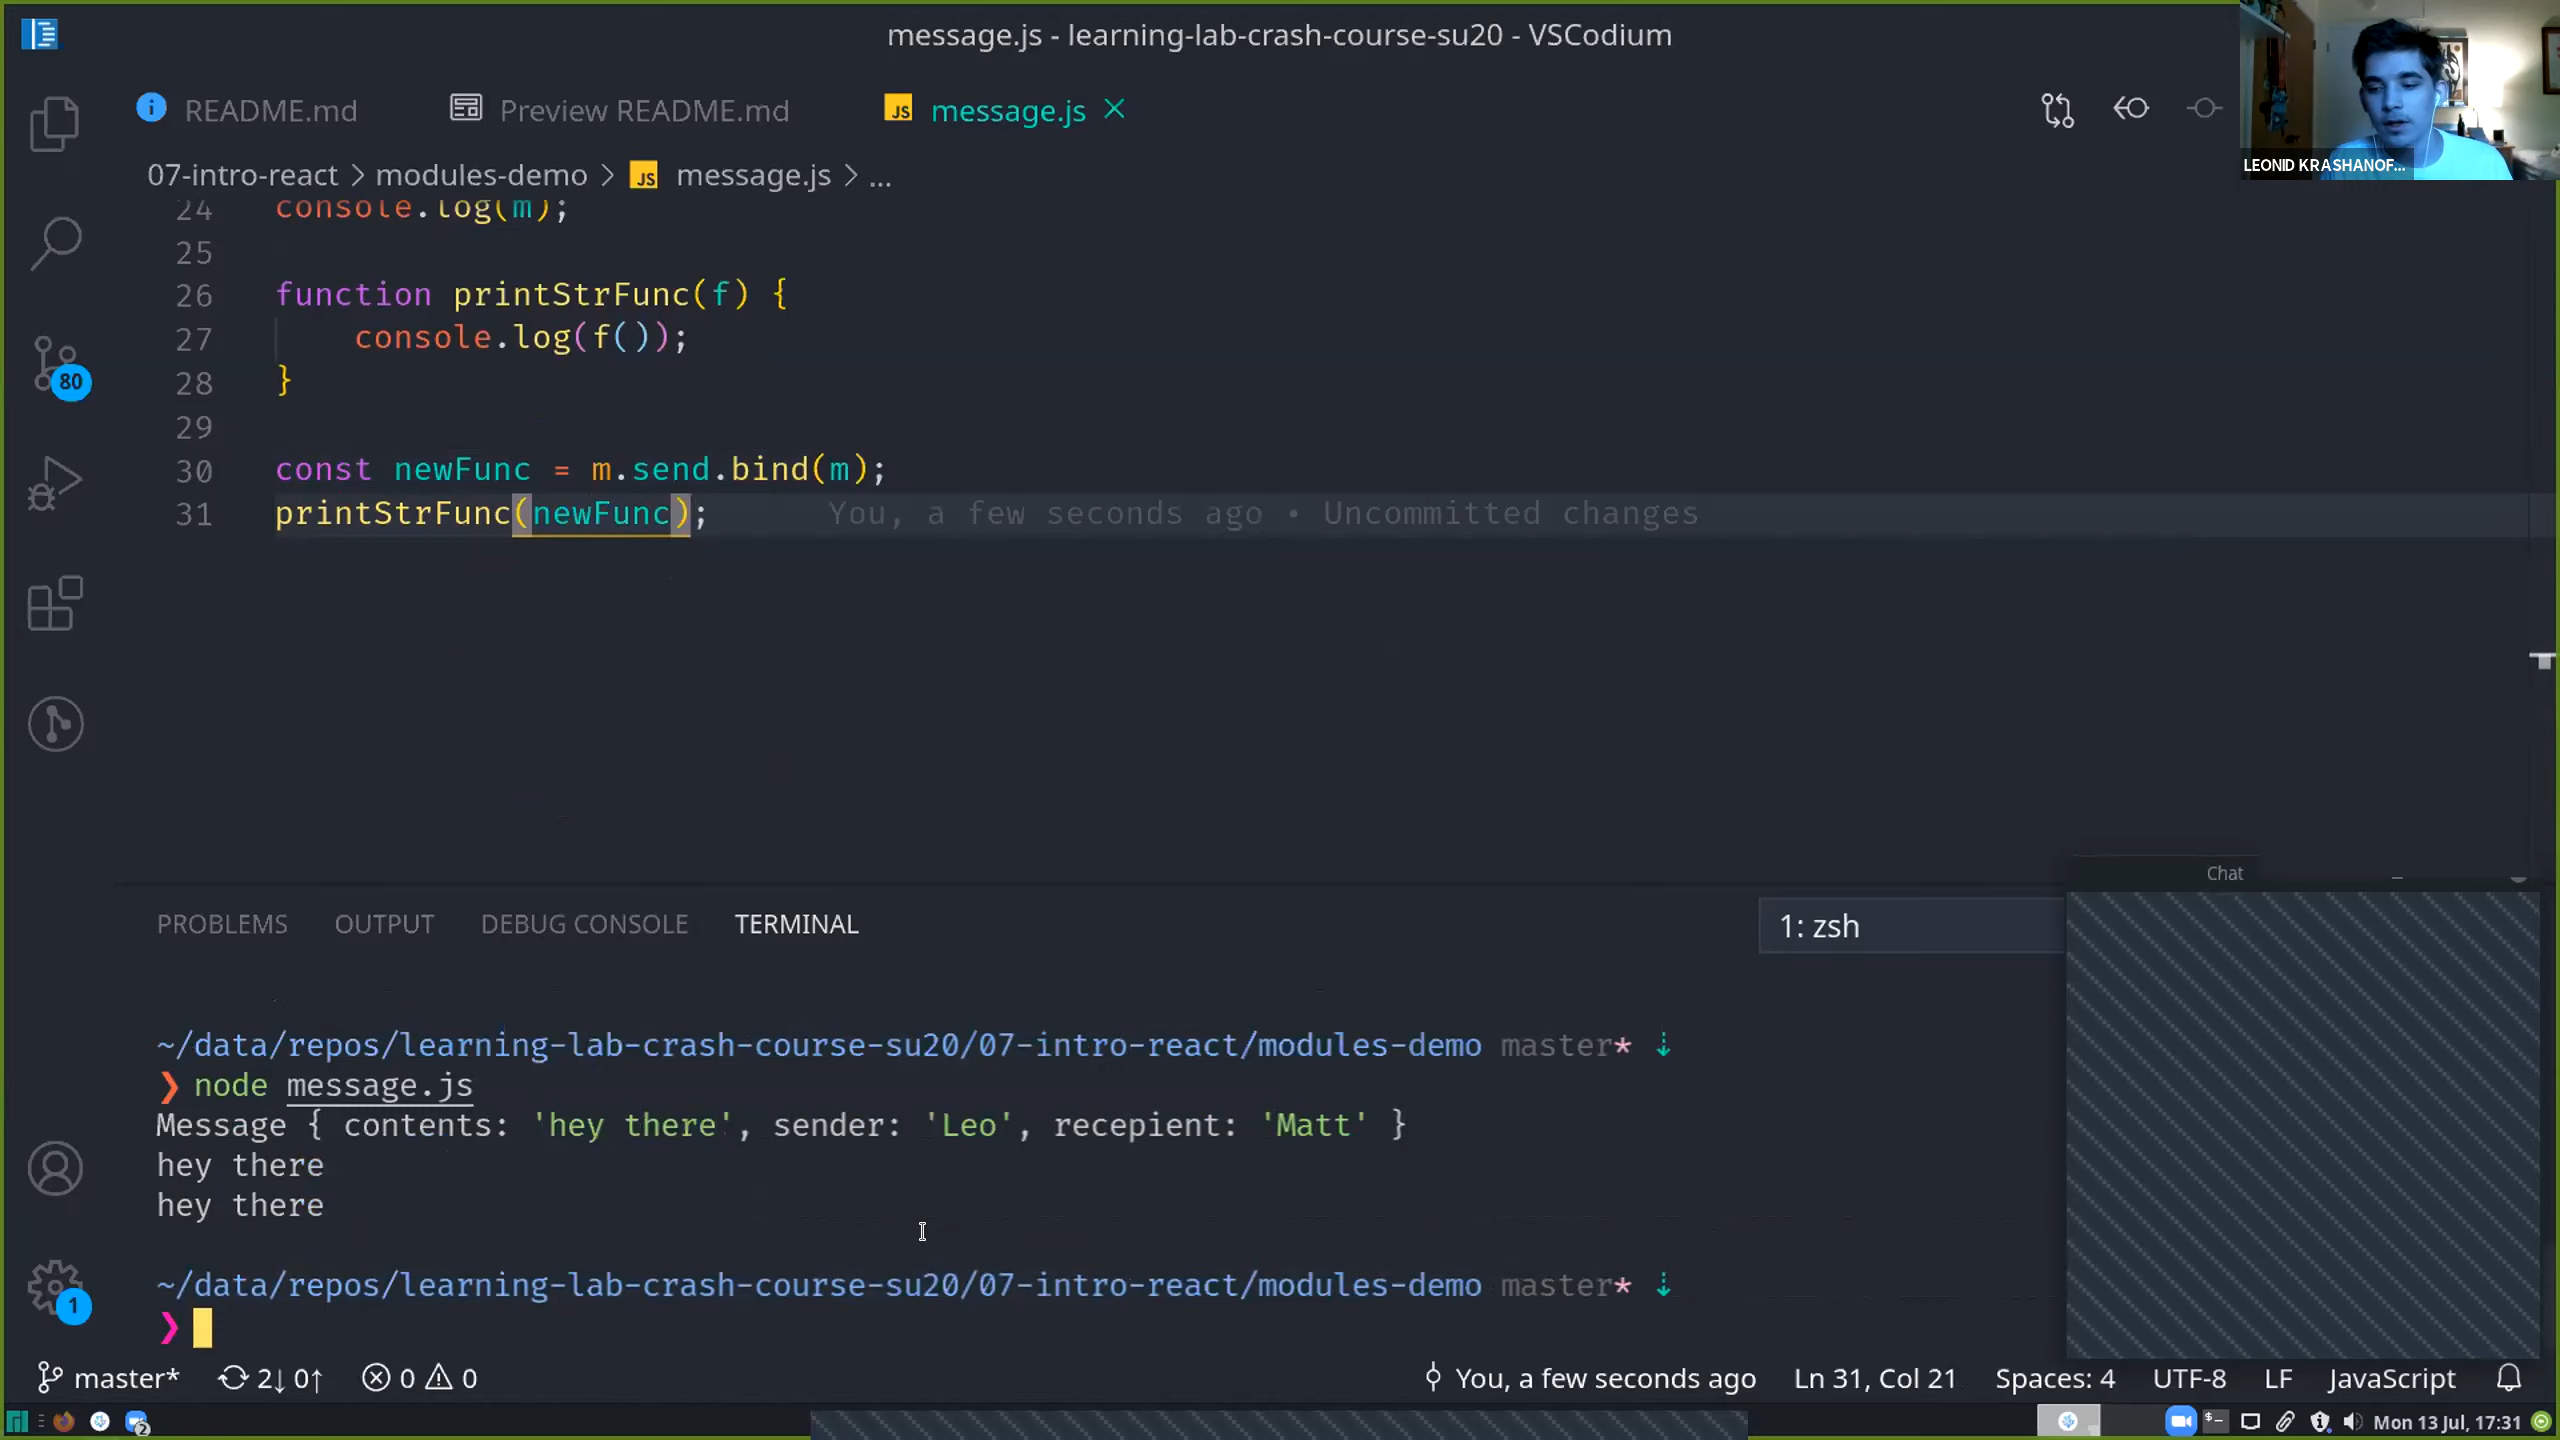 message.js - learning-lab-crash-course-su20 - VSCodium
README.md
Preview README.md
JS message.js
LEONID KRASHANOF...
07-intro-react > modules-demo > JS message.js > ...
24 console.log(m);
25
26 function printStrFunc(f) {
27 console.log(f());
28 }
29
30 const newFunc = m.send.bind(m);
31 printStrFunc(newFunc); You, a few seconds ago • Uncommitted changes
80
Chat
PROBLEMS OUTPUT DEBUG CONSOLE TERMINAL
1: zsh
~/data/repos/learning-lab-crash-course-su20/07-intro-react/modules-demo master* ↓
❯ node message.js
Message { contents: 'hey there', sender: 'Leo', recepient: 'Matt' }
hey there
hey there
~/data/repos/learning-lab-crash-course-su20/07-intro-react/modules-demo master* ↓
❯
1
master* 2↓ 0↑ 0 0
You, a few seconds ago Ln 31, Col 21 Spaces: 4 UTF-8 LF JavaScript
2
Mon 13 Jul, 17:31